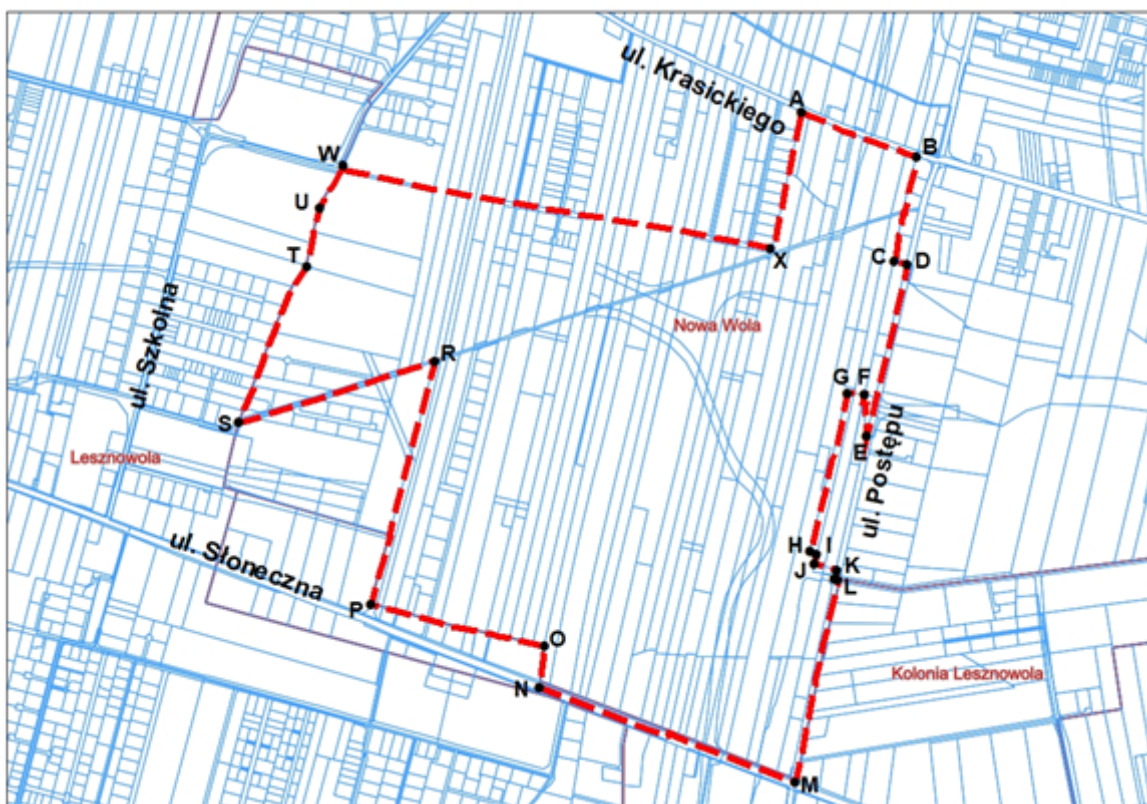 ul. Krasickiego
A
B
W
U
T
X
C
D
ul. Szkolna
Nowa Wola
R
G
F
S
E
ul. Postępu
Lesznowola
H
I
J
K
L
ul. Słoneczna
P
O
N
Kolonia Lesznowola
M